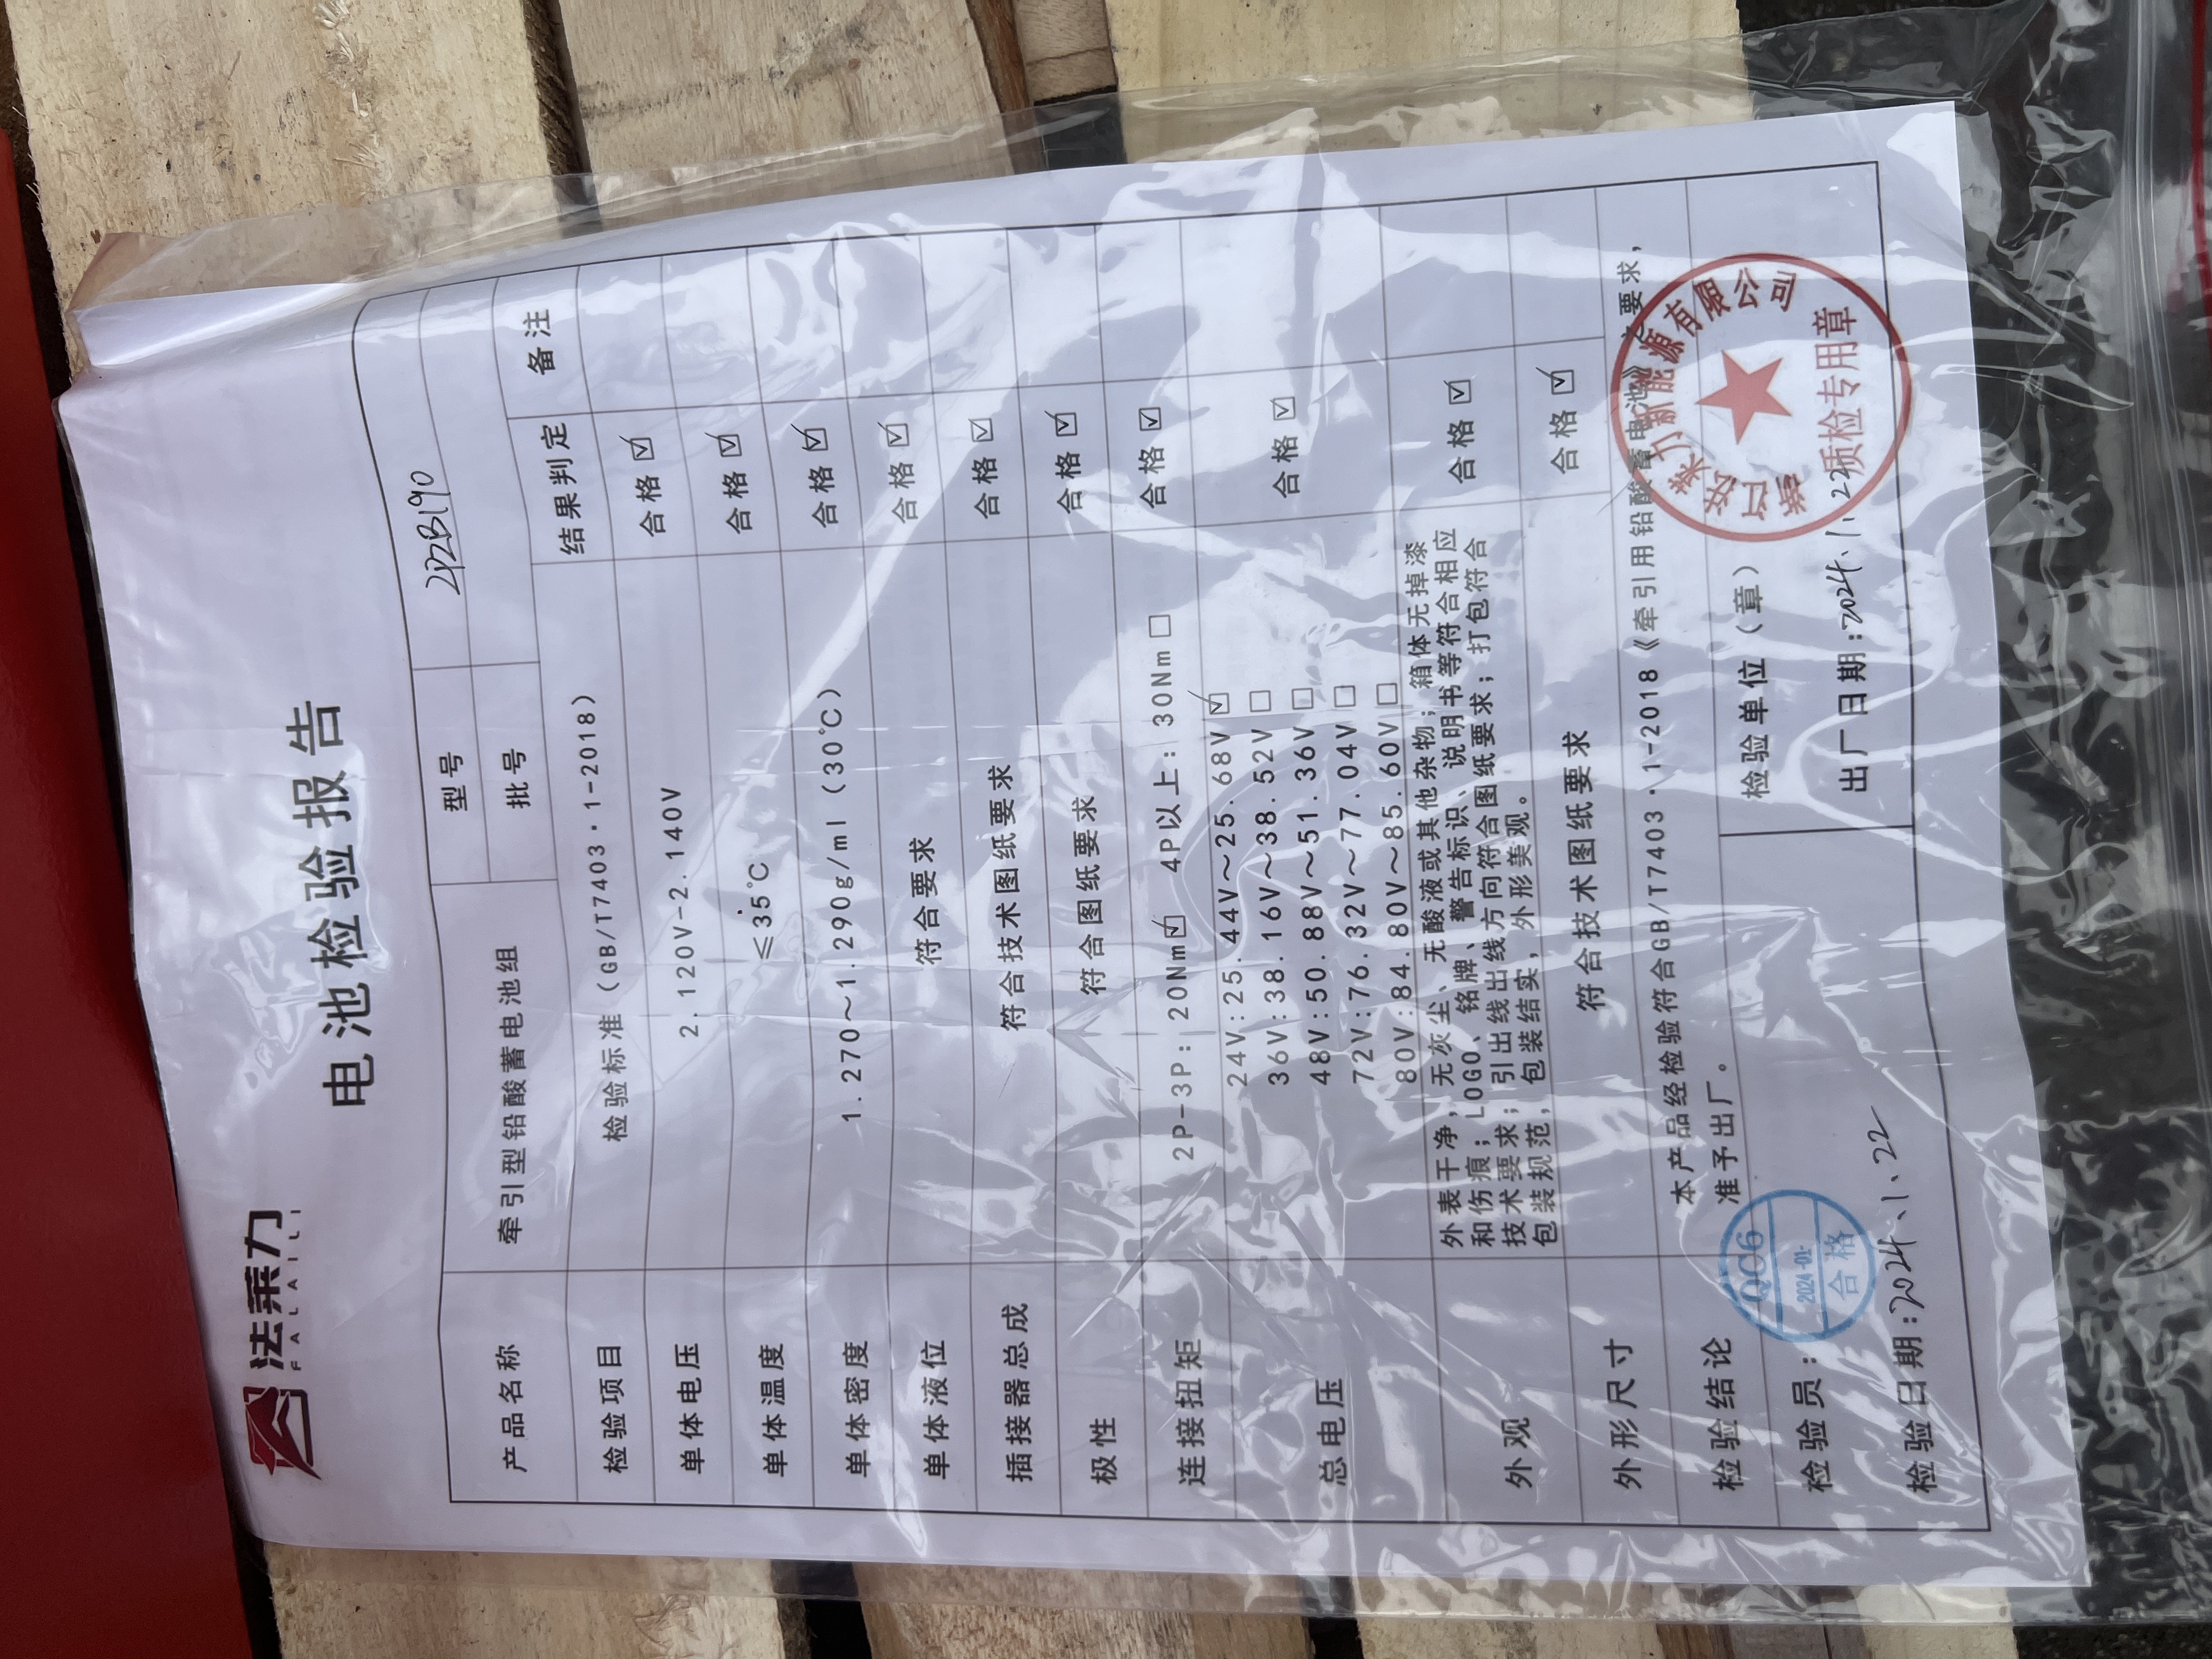 法莱力
FALAILI
电池检验报告
产品名称 牵引型铅酸蓄电池组 型号 2PzB190
批号
检验项目 检验标准（GB/T7403·1-2018） 结果判定 备注
单体电压 2.120V-2.140V 合格☑
单体温度 ≤35℃ 合格☑
单体密度 1.270～1.290g/ml（30℃） 合格☑
单体液位 符合要求 合格☑
插接器总成 符合技术图纸要求 合格☑
极性 符合图纸要求 合格☑
连接扭矩 2P-3P: 20Nm☑ 4P以上: 30Nm☐ 合格☑
总电压 24V:25.44V～25.68V☑ 合格☑
36V:38.16V～38.52V☐
48V:50.88V～51.36V☐
72V:76.32V～77.04V☐
80V:84.80V～85.60V☐
外观 外表干净,无灰尘、无酸液或其他杂物；箱体无掉漆 合格☑
和伤痕；LOGO、铭牌、警告标识、说明书等符合相应
技术要求；引出线出线方向符合图纸要求；打包符合
包装规范,包装结实,外形美观。
外形尺寸 符合技术图纸要求 合格☑
检验结论 本产品经检验符合GB/T7403·1-2018《牵引用铅酸蓄电池》之要求,
准予出厂。
检验员: QC6 2024-01- 合格
检验单位（章） 新能源有限公司 质检专用章
检验日期:2024.1.22 出厂日期:2024.1.22